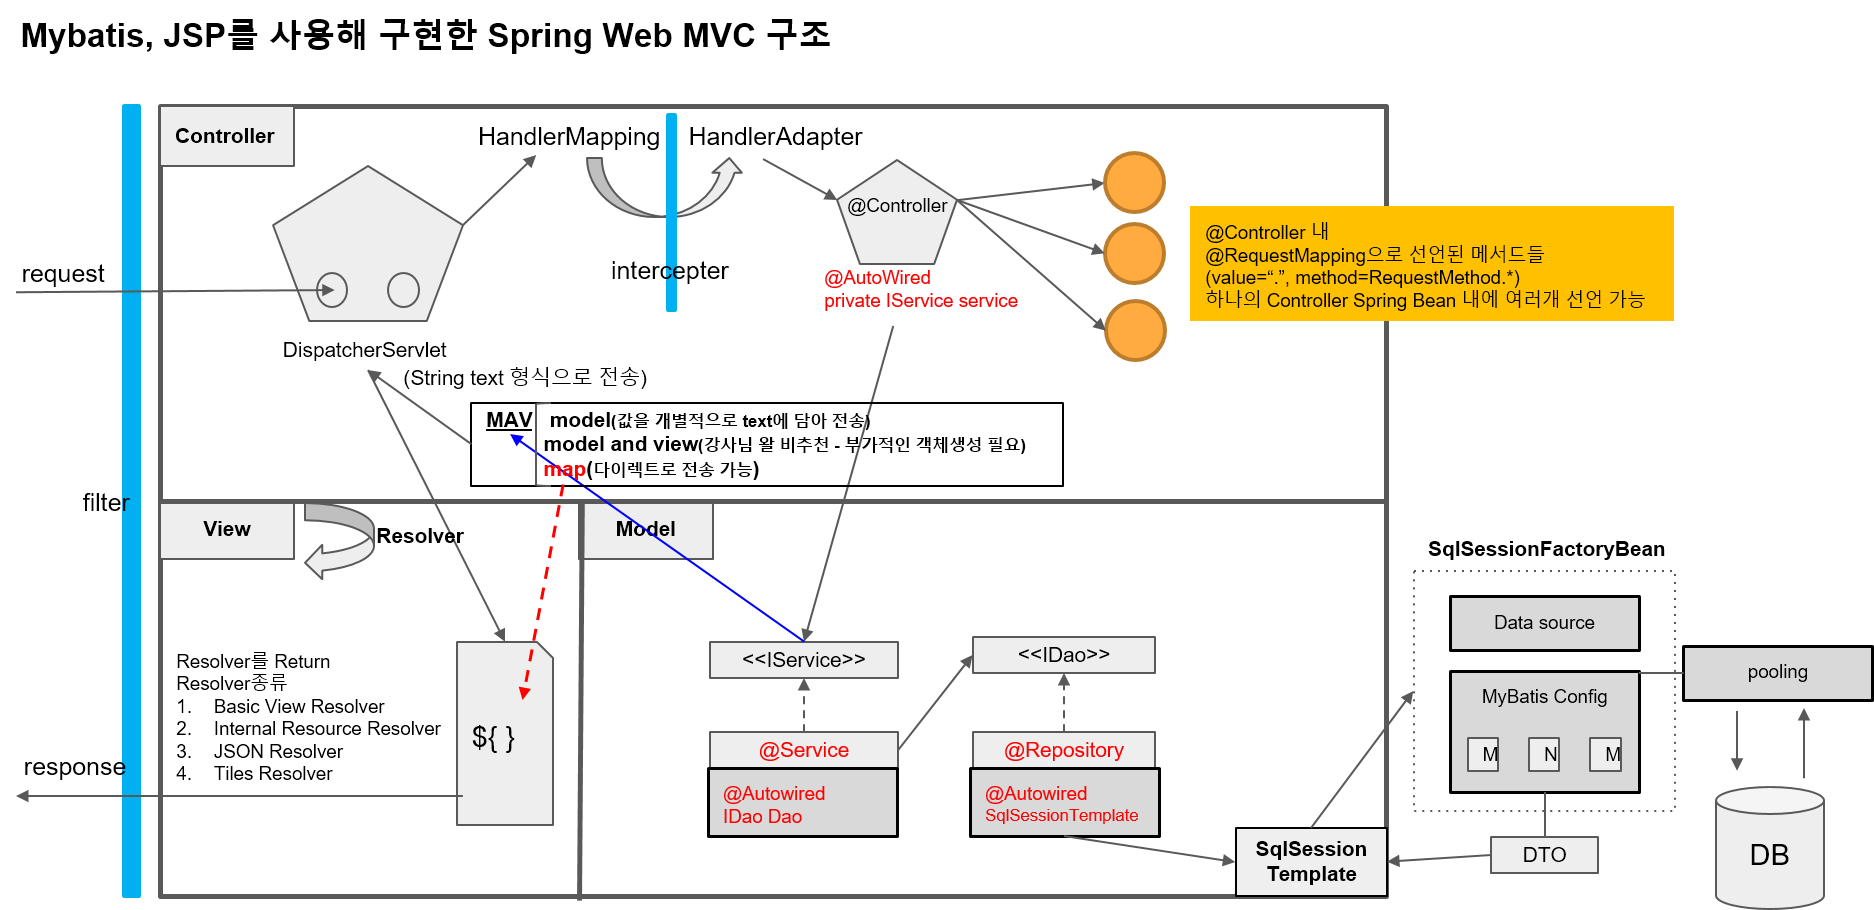 Mybatis, JSP를 사용해 구현한 Spring Web MVC 구조
Controller
HandlerMapping
HandlerAdapter
@Controller
@Controller 내
@RequestMapping으로 선언된 메서드들
(value=“.”, method=RequestMethod.*)
하나의 Controller Spring Bean 내에 여러개 선언 가능
request
intercepter
@AutoWired
private IService service
DispatcherServlet
(String text 형식으로 전송)
MAV
model(값을 개별적으로 text에 담아 전송)
model and view(강사님 왈 비추천 - 부가적인 객체생성 필요)
map(다이렉트로 전송 가능)
filter
View
Resolver
Model
SqlSessionFactoryBean
Data source
MyBatis Config
M
N
M
pooling
DTO
DB
Resolver를 Return
Resolver종류
1. Basic View Resolver
2. Internal Resource Resolver
3. JSON Resolver
4. Tiles Resolver
${ }
response
<<IService>>
<<IDao>>
@Service
@Autowired
IDao Dao
@Repository
@Autowired
SqlSessionTemplate
SqlSession
Template